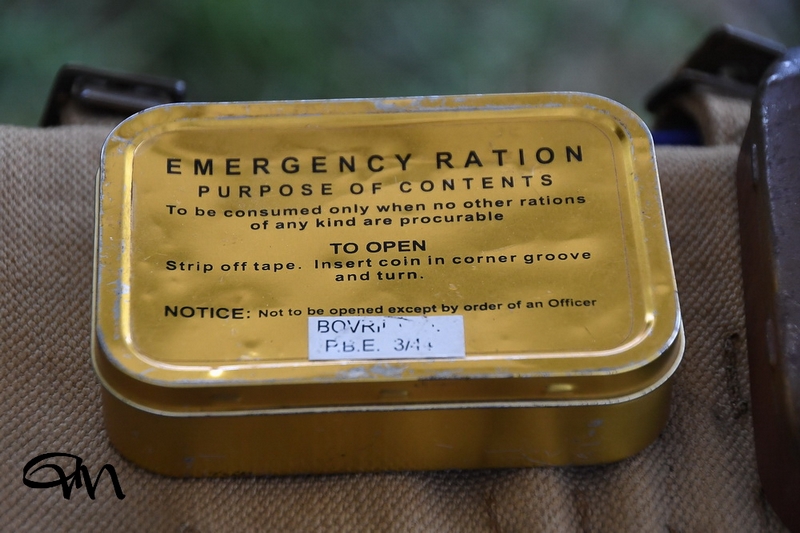 EMERGENCY RATION
PURPOSE OF CONTENTS
To be consumed only when no other rations
of any kind are procurable
TO OPEN
Strip off tape. Insert coin in corner groove
and turn.
NOTICE: Not to be opened except by order of an Officer
BOVRIL
P.B.E.